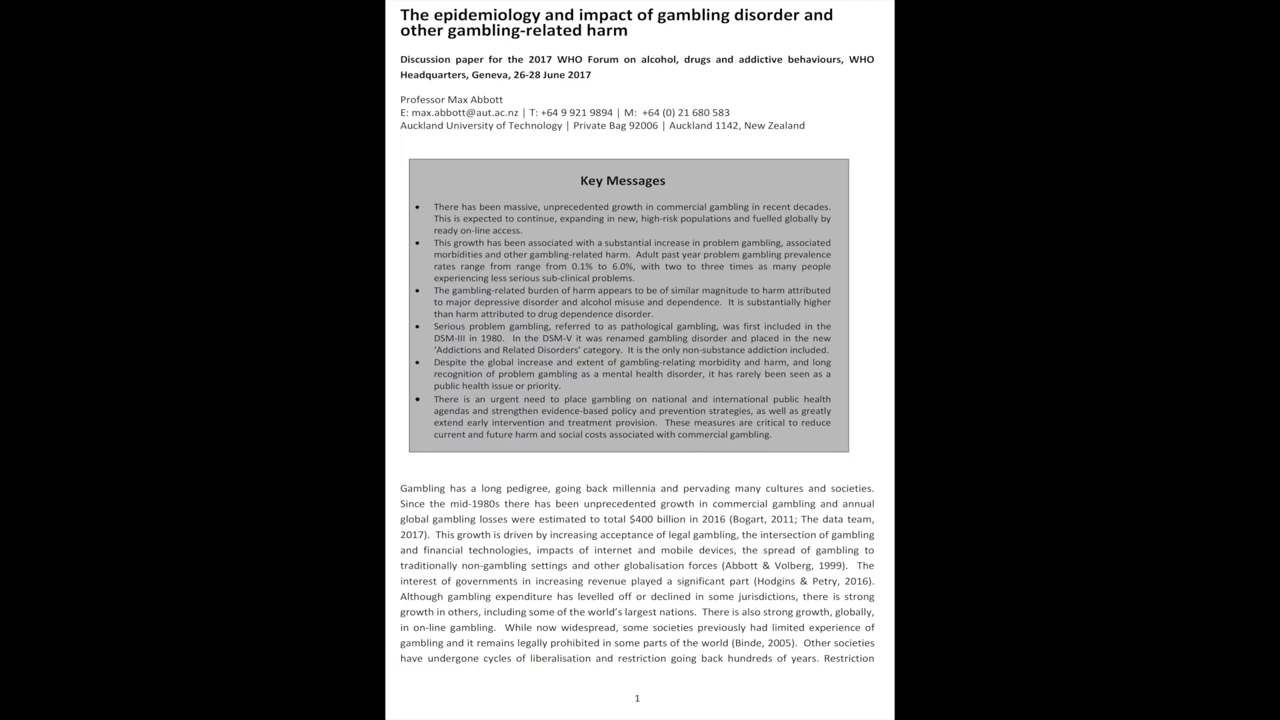 The epidemiology and impact of gambling disorder and
other gambling-related harm
Discussion paper for the 2017 WHO Forum on alcohol, drugs and addictive behaviours, WHO
Headquarters, Geneva, 26-28 June 2017
Professor Max Abbott
E: max.abbott@aut.ac.nz | T: +64 9 921 9894 | M: +64 (0) 21 680 583
Auckland University of Technology | Private Bag 92006 | Auckland 1142, New Zealand
Key Messages
• There has been massive, unprecedented growth in commercial gambling in recent decades.
This is expected to continue, expanding in new, high-risk populations and fuelled globally by
ready on-line access.
• This growth has been associated with a substantial increase in problem gambling, associated
morbidities and other gambling-related harm. Adult past year problem gambling prevalence
rates range from range from 0.1% to 6.0%, with two to three times as many people
experiencing less serious sub-clinical problems.
• The gambling-related burden of harm appears to be of similar magnitude to harm attributed
to major depressive disorder and alcohol misuse and dependence. It is substantially higher
than harm attributed to drug dependence disorder.
• Serious problem gambling, referred to as pathological gambling, was first included in the
DSM-III in 1980. In the DSM-V it was renamed gambling disorder and placed in the new
'Addictions and Related Disorders' category. It is the only non-substance addiction included.
• Despite the global increase and extent of gambling-relating morbidity and harm, and long
recognition of problem gambling as a mental health disorder, it has rarely been seen as a
public health issue or priority.
• There is an urgent need to place gambling on national and international public health
agendas and strengthen evidence-based policy and prevention strategies, as well as greatly
extend early intervention and treatment provision. These measures are critical to reduce
current and future harm and social costs associated with commercial gambling.
Gambling has a long pedigree, going back millennia and pervading many cultures and societies.
Since the mid-1980s there has been unprecedented growth in commercial gambling and annual
global gambling losses were estimated to total $400 billion in 2016 (Bogart, 2011; The data team,
2017). This growth is driven by increasing acceptance of legal gambling, the intersection of gambling
and financial technologies, impacts of internet and mobile devices, the spread of gambling to
traditionally non-gambling settings and other globalisation forces (Abbott & Volberg, 1999). The
interest of governments in increasing revenue played a significant part (Hodgins & Petry, 2016).
Although gambling expenditure has levelled off or declined in some jurisdictions, there is strong
growth in others, including some of the world's largest nations. There is also strong growth, globally,
in on-line gambling. While now widespread, some societies previously had limited experience of
gambling and it remains legally prohibited in some parts of the world (Binde, 2005). Other societies
have undergone cycles of liberalisation and restriction going back hundreds of years. Restriction
1